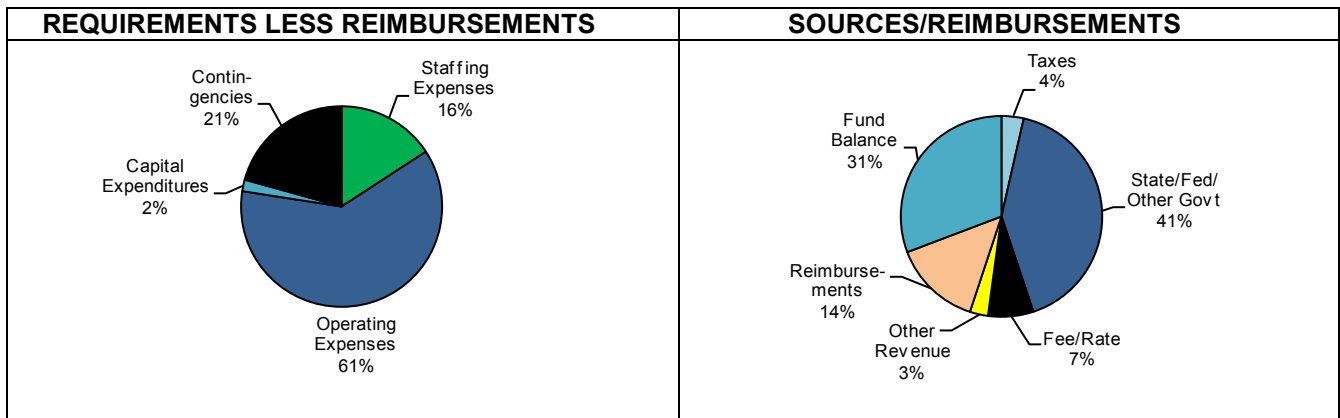 REQUIREMENTS LESS REIMBURSEMENTS
Contin-
gencies
21%
Staffing
Expenses
16%
Capital
Expenditures
2%
Operating
Expenses
61%
SOURCES/REIMBURSEMENTS
Taxes
4%
Fund
Balance
31%
State/Fed/
Other Govt
41%
Reimburse-
ments
14%
Other
Revenue
3%
Fee/Rate
7%